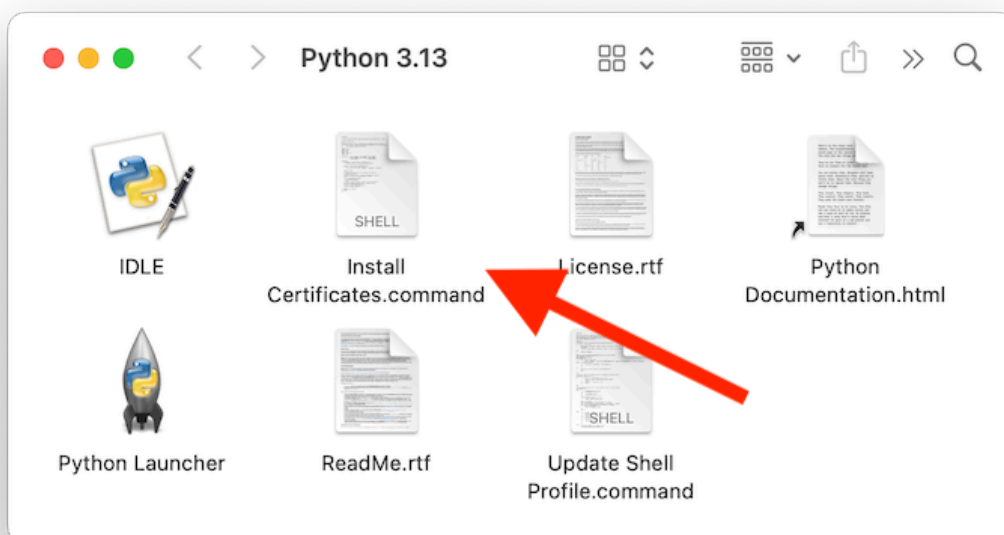 Python 3.13
SHELL
IDLE
Install
Certificates.command
License.rtf
Python
Documentation.html
SHELL
Python Launcher
ReadMe.rtf
Update Shell
Profile.command